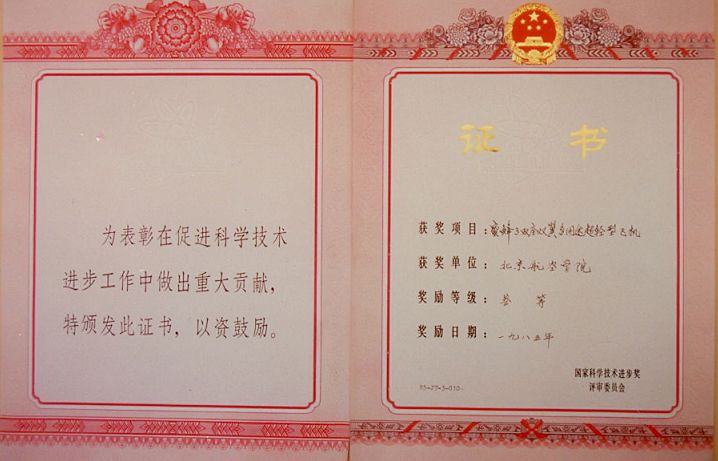 为表彰在促进科学技术
进步工作中做出重大贡献，
特颁发此证书，以资鼓励。
证书
获奖项目：蜜蜂3双座双翼多用途超轻型飞机
获奖单位：北京航空学院
奖励等级：叁等
奖励日期：一九八五年
国家科学技术进步奖
评审委员会